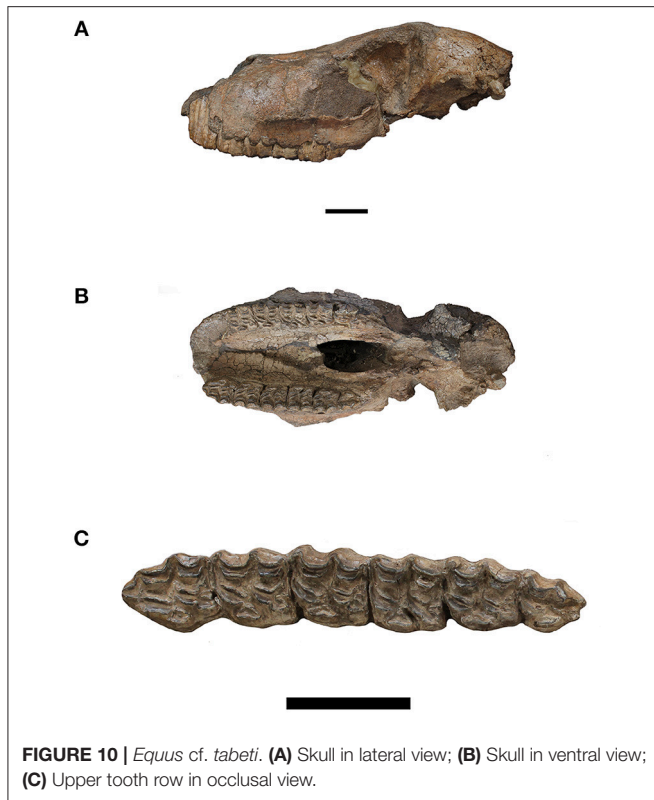 A
B
C
FIGURE 10 | Equus cf. tabeti. (A) Skull in lateral view; (B) Skull in ventral view;
(C) Upper tooth row in occlusal view.